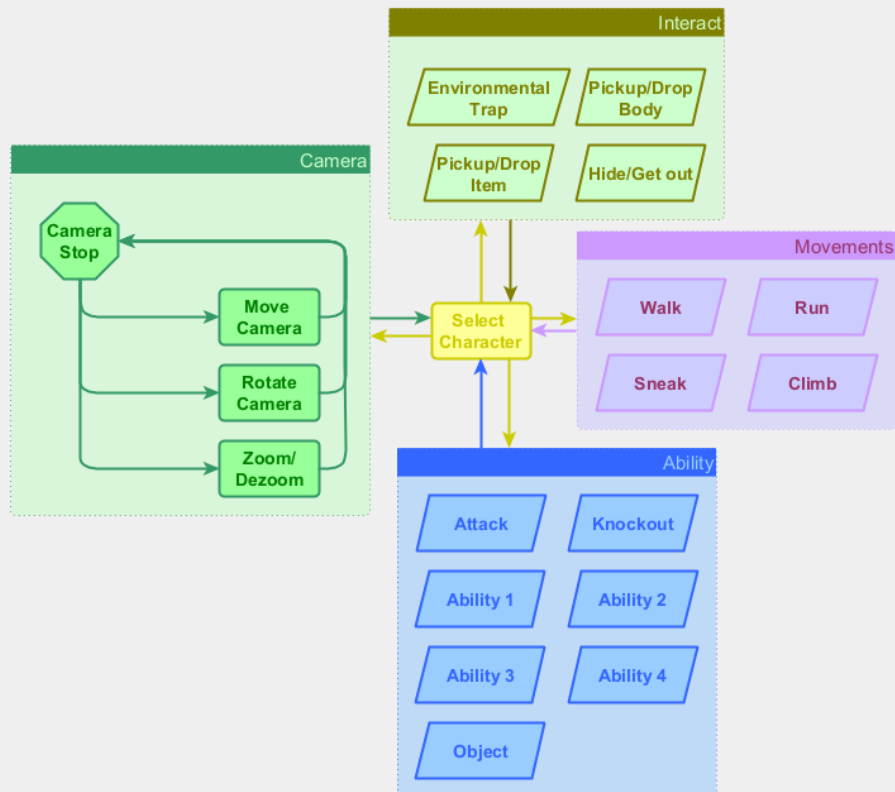 Interact
Environmental
Trap
Pickup/Drop
Body
Pickup/Drop
Item
Hide/Get out
Camera
Camera
Stop
Move
Camera
Rotate
Camera
Zoom/
Dezoom
Select
Character
Movements
Walk
Run
Sneak
Climb
Ability
Attack
Knockout
Ability 1
Ability 2
Ability 3
Ability 4
Object